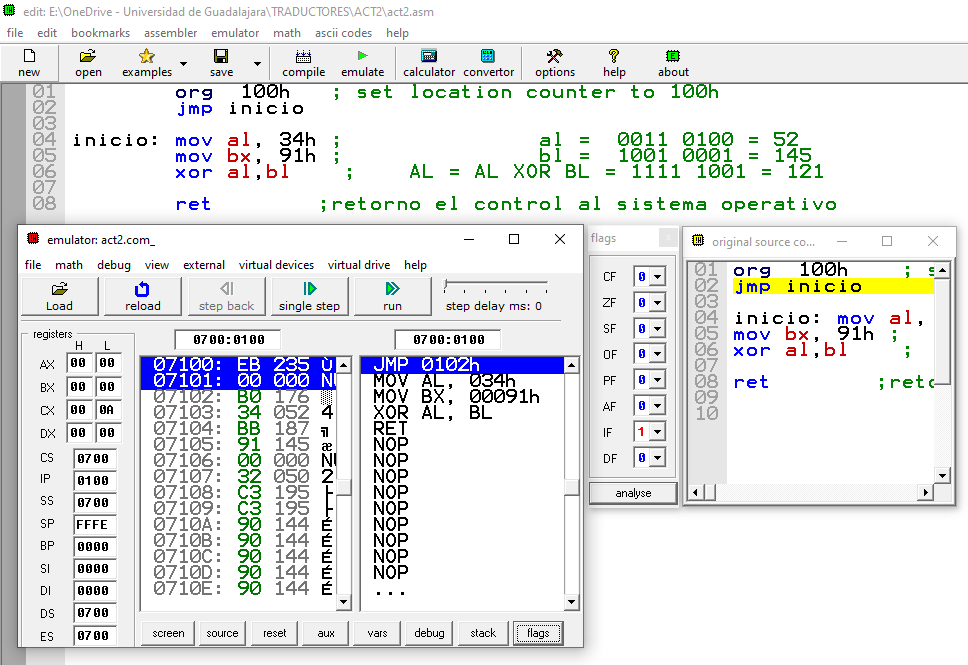 edit: E:\OneDrive - Universidad de Guadalajara\TRADUCTORES\ACT2\act2.asm
file edit bookmarks assembler emulator math ascii codes help
new open examples save compile emulate calculator convertor options help about
01 org 100h ; set location counter to 100h
02 jmp inicio
03
04 inicio: mov al, 34h ; al = 0011 0100 = 52
05 mov bx, 91h ; bl = 1001 0001 = 145
06 xor al,bl ; AL = AL XOR BL = 1111 1001 = 121
07
08 ret ;retorno el control al sistema operativo
emulator: act2.com_
file math debug view external virtual devices virtual drive help
Load reload step back single step run step delay ms: 0
registers
H L
AX 00 00
BX 00 00
CX 00 0A
DX 00 00
CS 0700
IP 0100
SS 0700
SP FFFE
BP 0000
SI 0000
DI 0000
DS 0700
ES 0700
0700:0100
07100: EB 235 ù
07101: 00 000 NU
07102: B0 176 ░
07103: 34 052 4
07104: BB 187 ╗
07105: 91 145 æ
07106: 00 000 NU
07107: 32 050 2
07108: C3 195 ├
07109: C3 195 ├
0710A: 90 144 É
0710B: 90 144 É
0710C: 90 144 É
0710D: 90 144 É
0710E: 90 144 É
0700:0100
JMP 0102h
MOV AL, 034h
MOV BX, 00091h
XOR AL, BL
RET
NOP
NOP
NOP
NOP
NOP
NOP
NOP
NOP
NOP
...
screen source reset aux vars debug stack flags
flags
CF 0
ZF 0
SF 0
OF 0
PF 0
AF 0
IF 1
DF 0
analyse
original source co...
01 org 100h ; s
02 jmp inicio
03
04 inicio: mov al,
05 mov bx, 91h ;
06 xor al,bl ;
07
08 ret ;reto
09
10